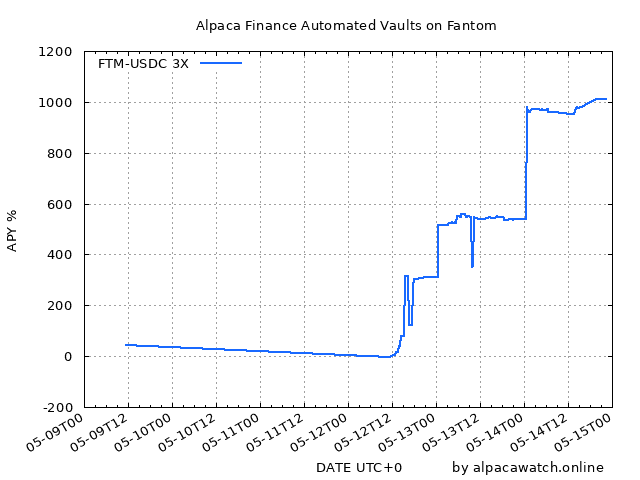 Alpaca Finance Automated Vaults on Fantom
FTM-USDC 3X
1200
1000
800
600
400
200
0
-200
APY %
05-09T00
05-09T12
05-10T00
05-10T12
05-11T00
05-11T12
05-12T00
05-12T12
05-13T00
05-13T12
05-14T00
05-14T12
05-15T00
DATE UTC+0
by alpacawatch.online